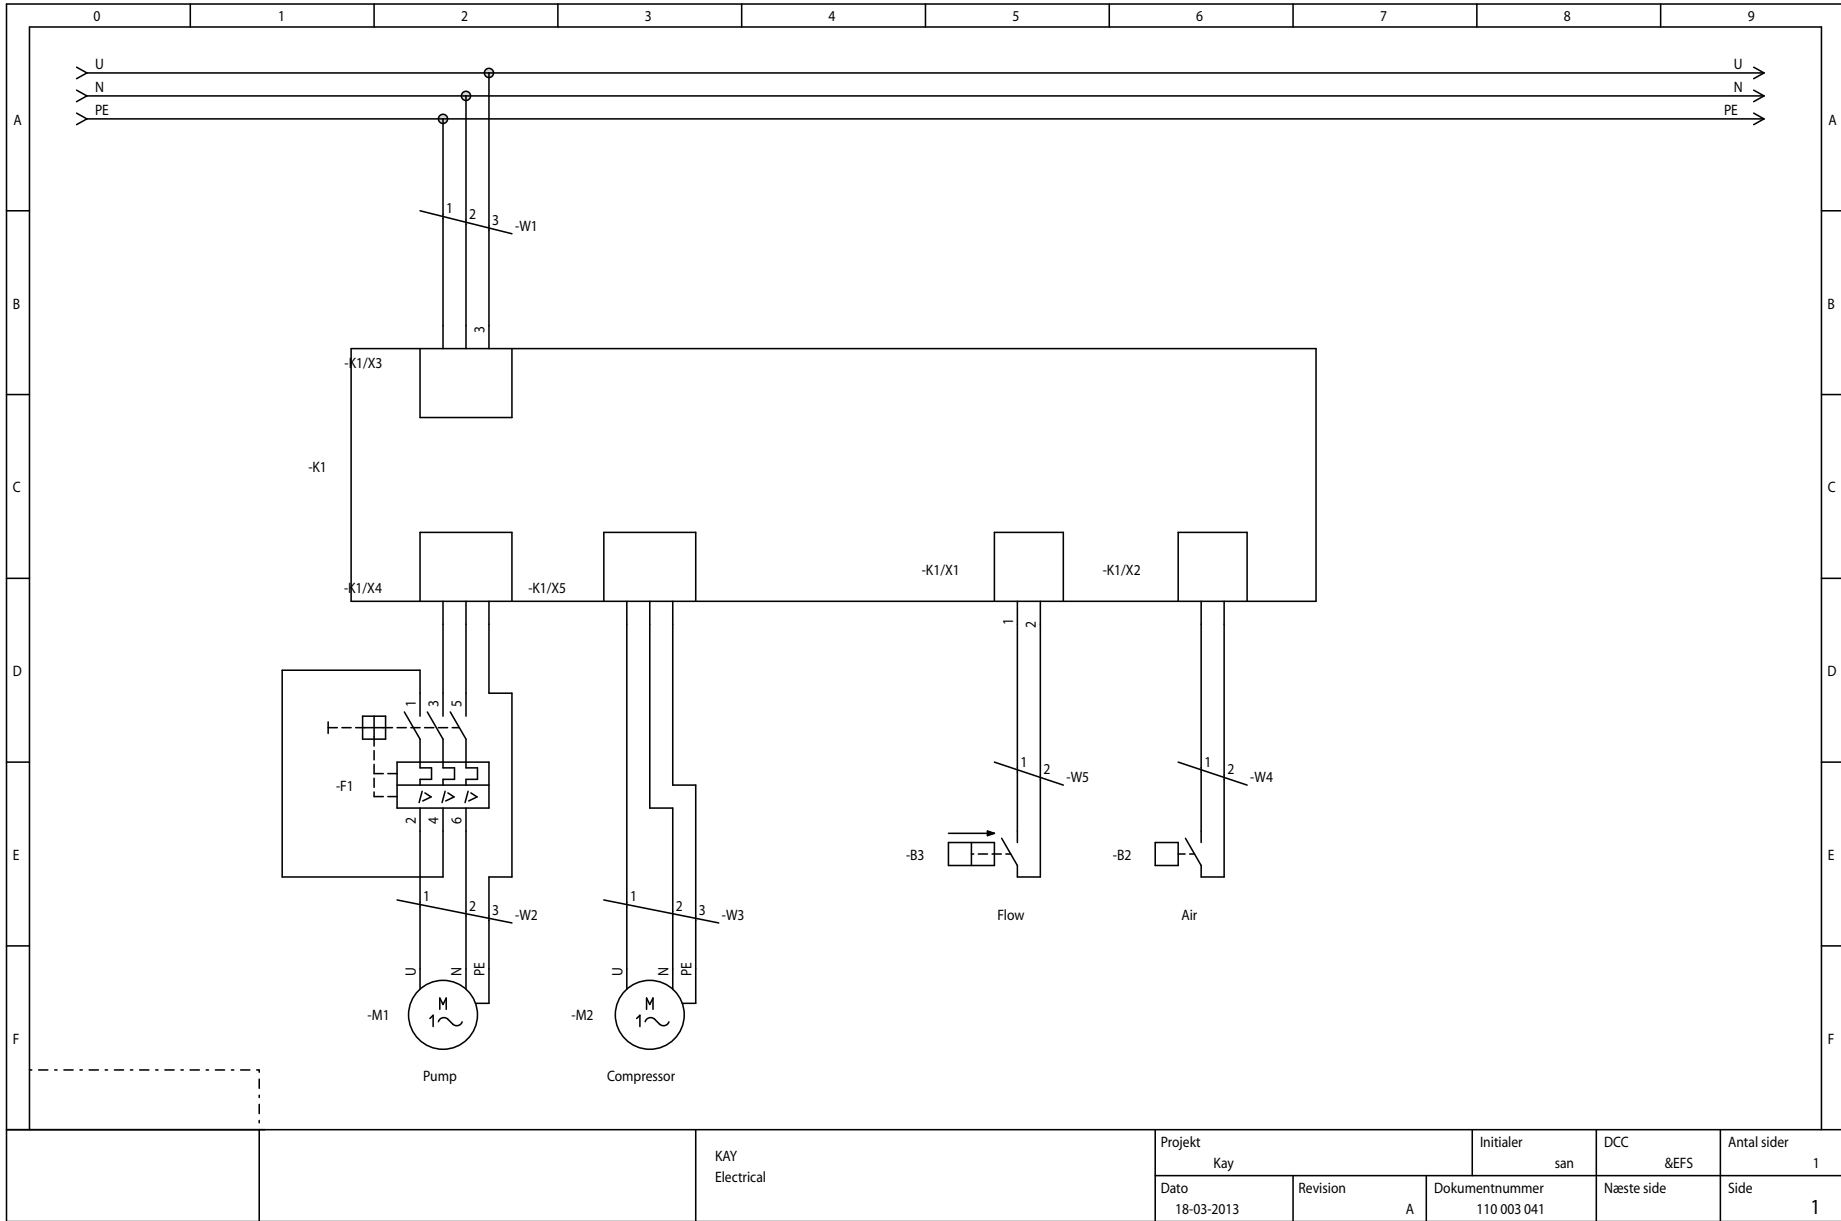 0 1 2 3 4 5 6 7 8 9
U U
N N
PE PE
A A
1 2 3 -W1
B B
3
-K1/X3
-K1
C C
-K1/X4 -K1/X5 -K1/X1 -K1/X2
1 2
D D
1 3 5
-F1
2 4 6
1 2 -W5
1 2 -W4
-B3 -B2
E E
Flow Air
1 2 3 -W2
1 2 3 -W3
U N PE
U N PE
-M1 M 1
-M2 M 1
F F
Pump Compressor
KAY
Electrical
Projekt Initialer DCC Antal sider
Kay san &EFS 1
Dato Revision Dokumentnummer Næste side Side
18-03-2013 A 110 003 041 1